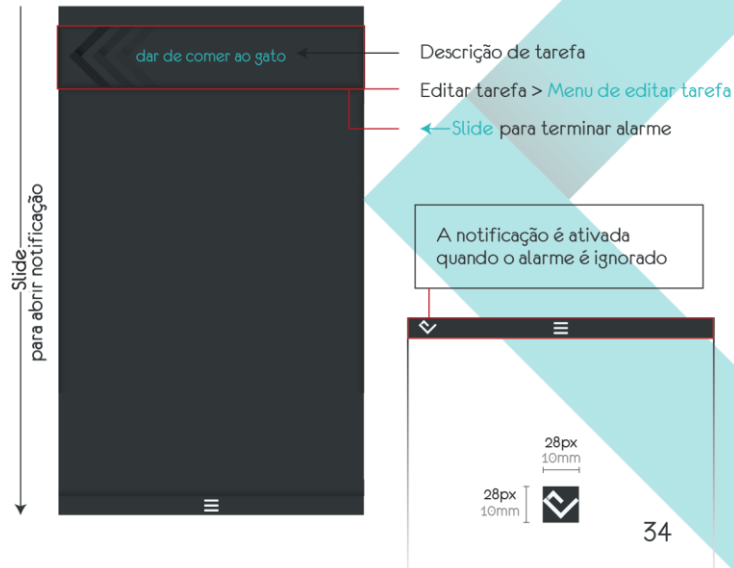 dar de comer ao gato
Descrição de tarefa
Editar tarefa > Menu de editar tarefa
Slide para terminar alarme
Slide
para abrir notificação
A notificação é ativada
quando o alarme é ignorado
28px
10mm
28px
10mm
34